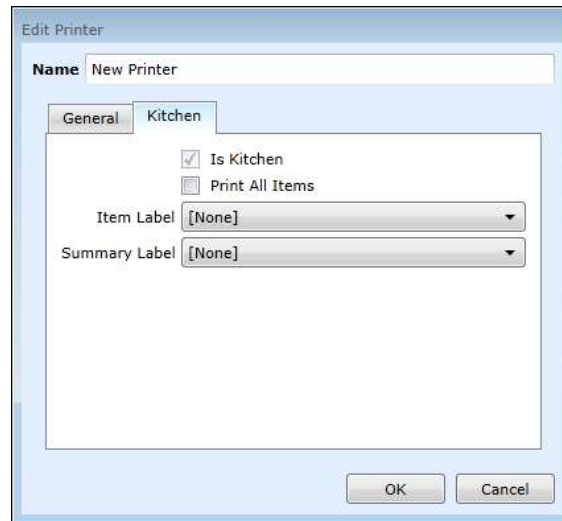 Edit Printer
Name New Printer
General Kitchen
Is Kitchen
Print All Items
Item Label [None]
Summary Label [None]
OK Cancel